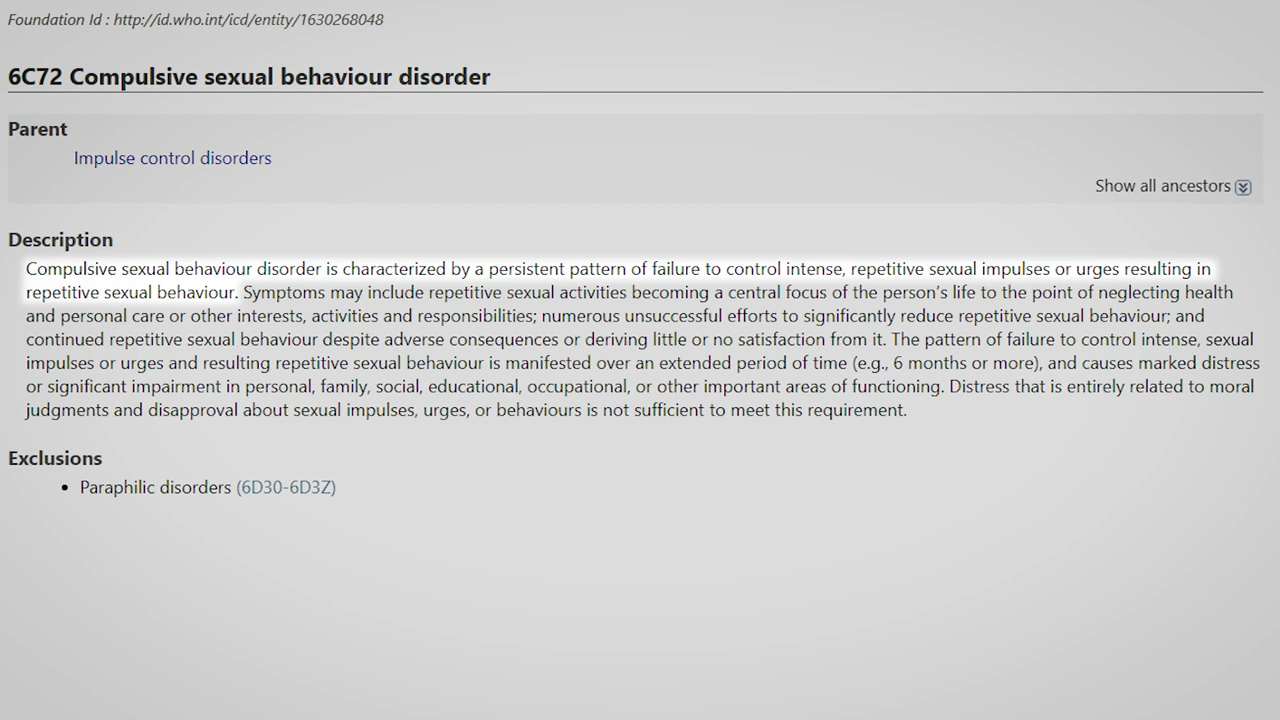 Foundation Id : http://id.who.int/icd/entity/1630268048
6C72 Compulsive sexual behaviour disorder
Parent
Impulse control disorders
Show all ancestors
Description
Compulsive sexual behaviour disorder is characterized by a persistent pattern of failure to control intense, repetitive sexual impulses or urges resulting in
repetitive sexual behaviour. Symptoms may include repetitive sexual activities becoming a central focus of the person’s life to the point of neglecting health
and personal care or other interests, activities and responsibilities; numerous unsuccessful efforts to significantly reduce repetitive sexual behaviour; and
continued repetitive sexual behaviour despite adverse consequences or deriving little or no satisfaction from it. The pattern of failure to control intense, sexual
impulses or urges and resulting repetitive sexual behaviour is manifested over an extended period of time (e.g., 6 months or more), and causes marked distress
or significant impairment in personal, family, social, educational, occupational, or other important areas of functioning. Distress that is entirely related to moral
judgments and disapproval about sexual impulses, urges, or behaviours is not sufficient to meet this requirement.
Exclusions
• Paraphilic disorders (6D30-6D3Z)